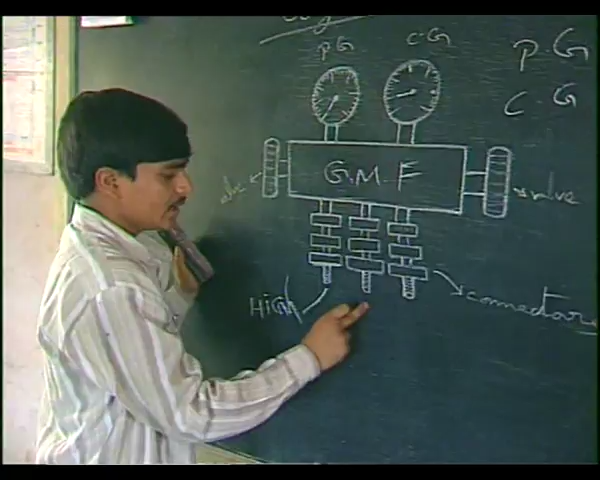 P G
C G
P. G
C. G
G.M.F
valve
HIGH
connectors